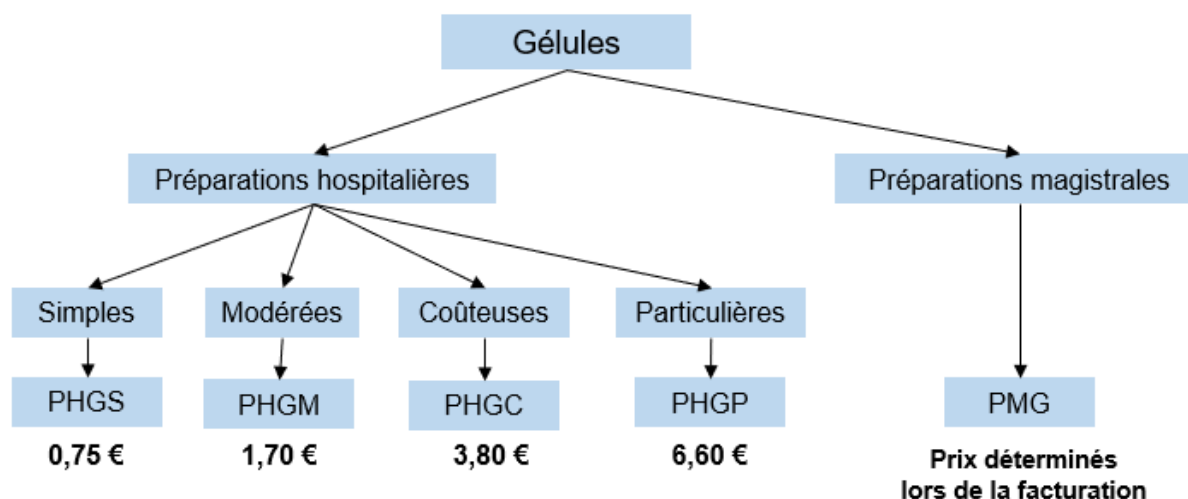 Gélules
Préparations hospitalières
Préparations magistrales
Simples
Modérées
Coûteuses
Particulières
PHGS
PHGM
PHGC
PHGP
PMG
0,75 €
1,70 €
3,80 €
6,60 €
Prix déterminés
lors de la facturation